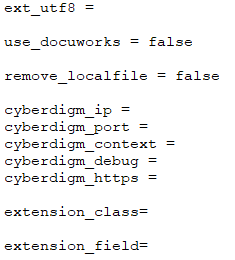 ext_utf8 =
use_docuworks = false
remove_localfile = false
cyberdigm_ip =
cyberdigm_port =
cyberdigm_context =
cyberdigm_debug =
cyberdigm_https =
extension_class=
extension_field=